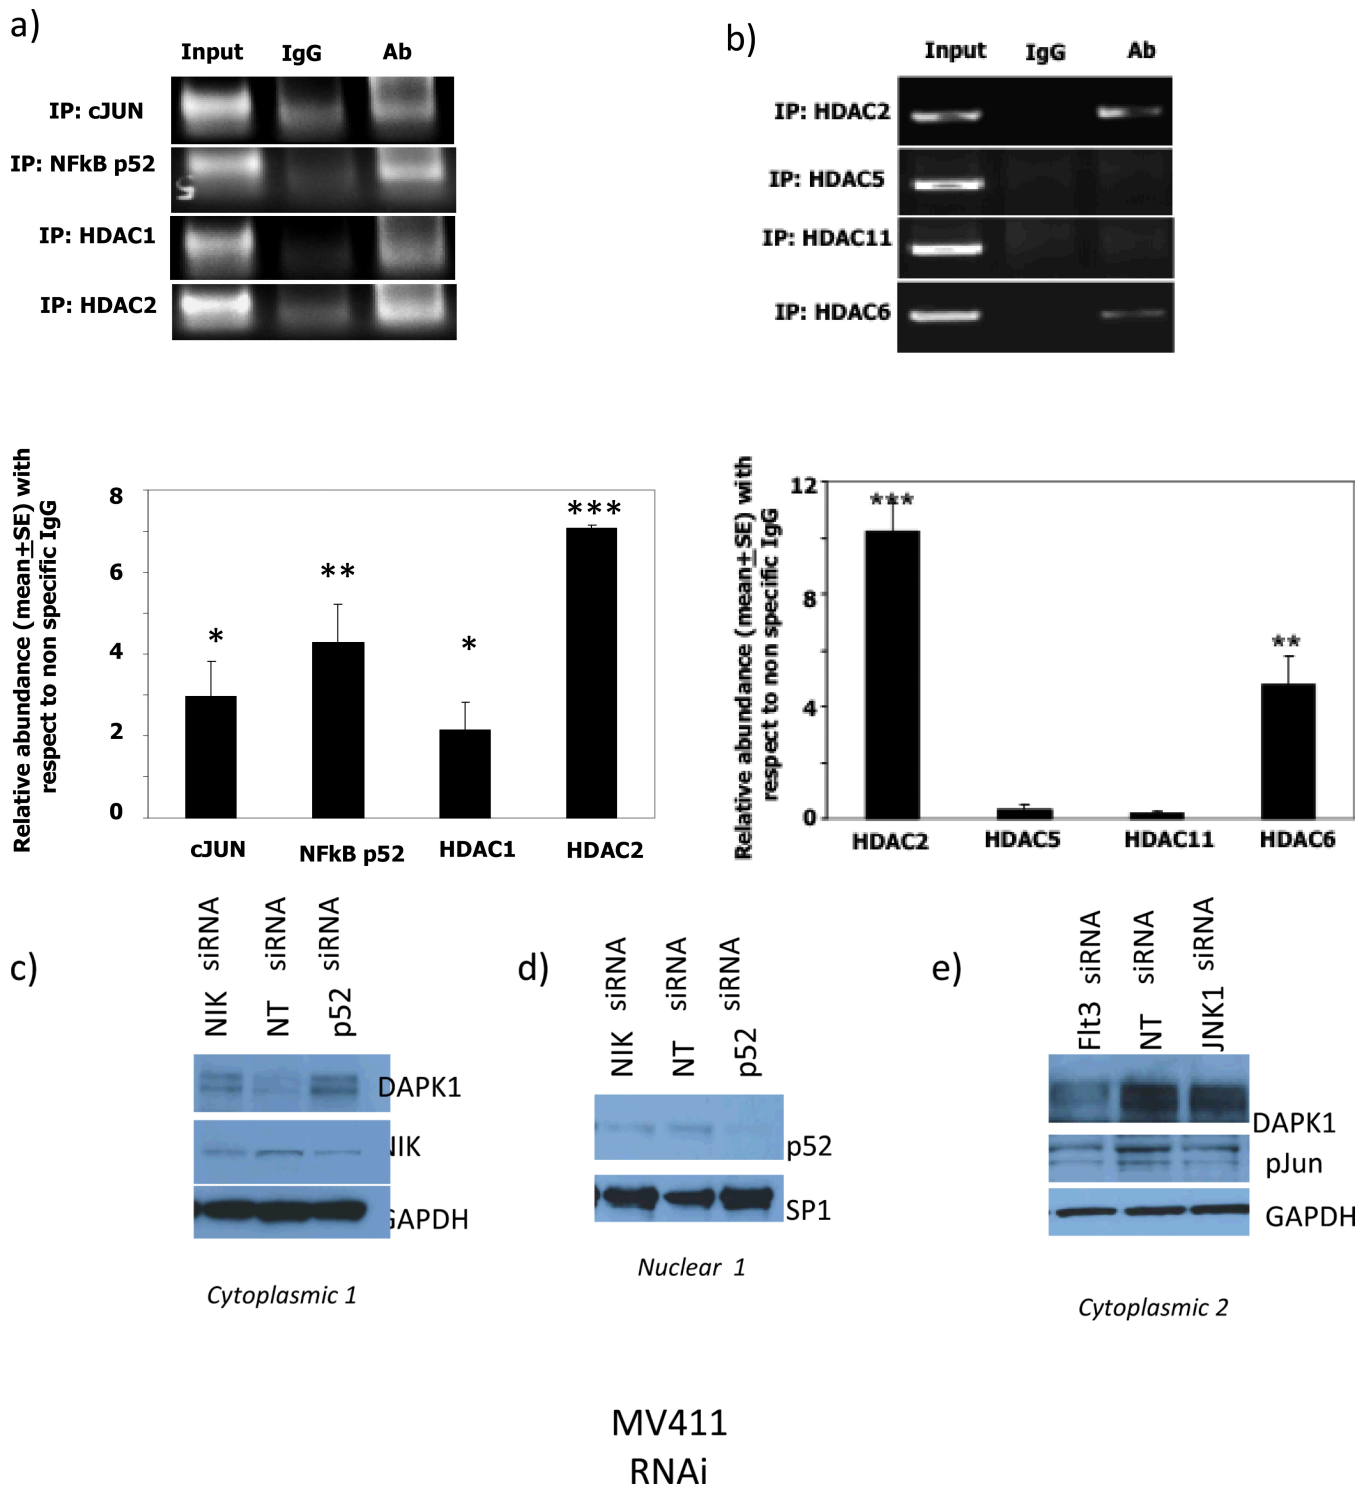 a)
Input IgG Ab
IP: cJUN
IP: NFkB p52
IP: HDAC1
IP: HDAC2
Relative abundance (mean±SE) with
respect to non specific IgG
8
6
4
2
0
*
**
*
***
cJUN NFkB p52 HDAC1 HDAC2
b)
Input IgG Ab
IP: HDAC2
IP: HDAC5
IP: HDAC11
IP: HDAC6
Relative abundance (mean±SE) with
respect to non specific IgG
12
8
4
0
***
**
HDAC2 HDAC5 HDAC11 HDAC6
c)
NIK siRNA
NT siRNA
p52 siRNA
DAPK1
NIK
GAPDH
Cytoplasmic 1
d)
NIK siRNA
NT siRNA
p52 siRNA
p52
SP1
Nuclear 1
e)
Flt3 siRNA
NT siRNA
JNK1 siRNA
DAPK1
pJun
GAPDH
Cytoplasmic 2
MV411
RNAi